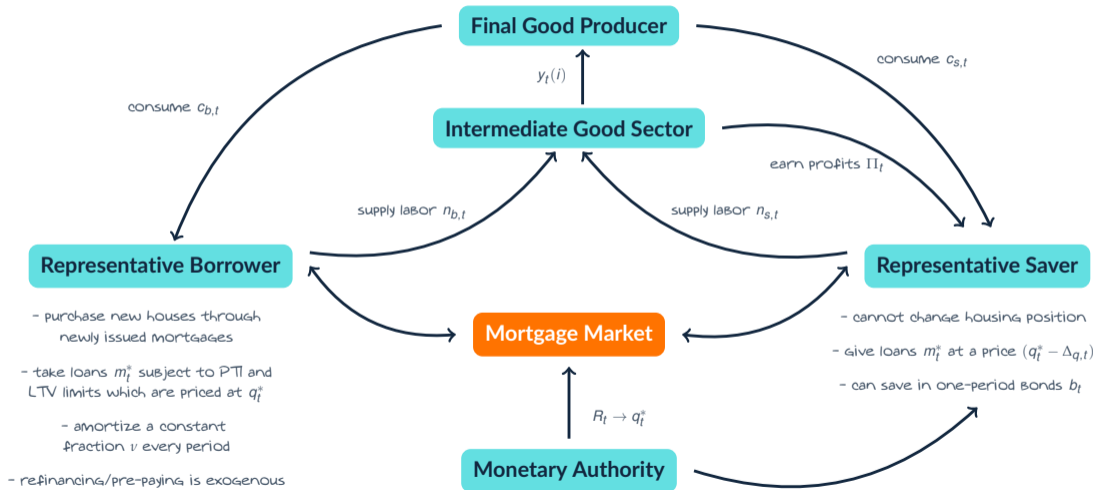 Final Good Producer
consume c_{s,t}
y_t(i)
consume c_{b,t}
Intermediate Good Sector
earn profits Π_t
supply labor n_{b,t}
supply labor n_{s,t}
Representative Borrower
Representative Saver
- purchase new houses through
newly issued mortgages
- take loans m_t^* subject to PTI and
LTV limits which are priced at q_t^*
- amortize a constant
fraction ν every period
- refinancing/pre-paying is exogenous
Mortgage Market
- cannot change housing position
- Give loans m_t^* at a price (q_t^* − Δ_{q,t})
- can save in one-period bonds b_t
R_t → q_t^*
Monetary Authority